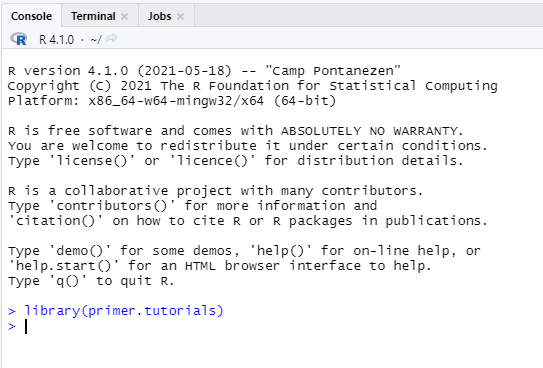 Console Terminal Jobs
R 4.1.0 · ~/
R version 4.1.0 (2021-05-18) -- "Camp Pontanezen"
Copyright (C) 2021 The R Foundation for Statistical Computing
Platform: x86_64-w64-mingw32/x64 (64-bit)
R is free software and comes with ABSOLUTELY NO WARRANTY.
You are welcome to redistribute it under certain conditions.
Type 'license()' or 'licence()' for distribution details.
R is a collaborative project with many contributors.
Type 'contributors()' for more information and
'citation()' on how to cite R or R packages in publications.
Type 'demo()' for some demos, 'help()' for on-line help, or
'help.start()' for an HTML browser interface to help.
Type 'q()' to quit R.
> library(primer.tutorials)
>